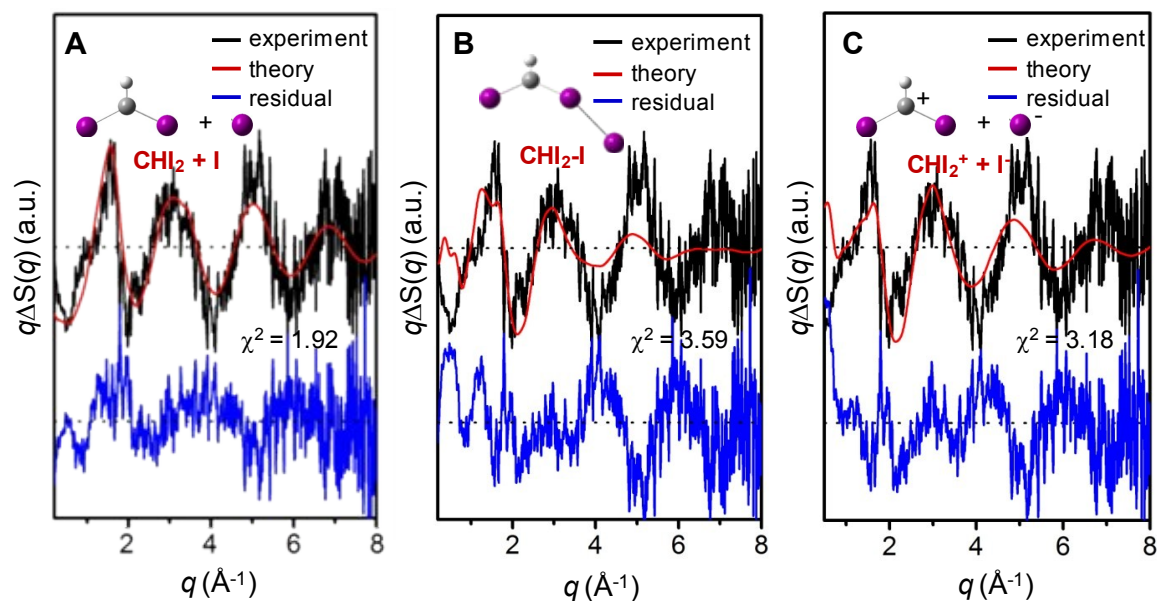 A
experiment
theory
residual
+
CHI₂ + I
χ² = 1.92
qΔS(q) (a.u.)
2 4 6 8
q (Å⁻¹)
B
experiment
theory
residual
CHI₂-I
χ² = 3.59
qΔS(q) (a.u.)
2 4 6 8
q (Å⁻¹)
C
experiment
theory
residual
+
+ -
CHI₂⁺ + I⁻
χ² = 3.18
qΔS(q) (a.u.)
2 4 6 8
q (Å⁻¹)